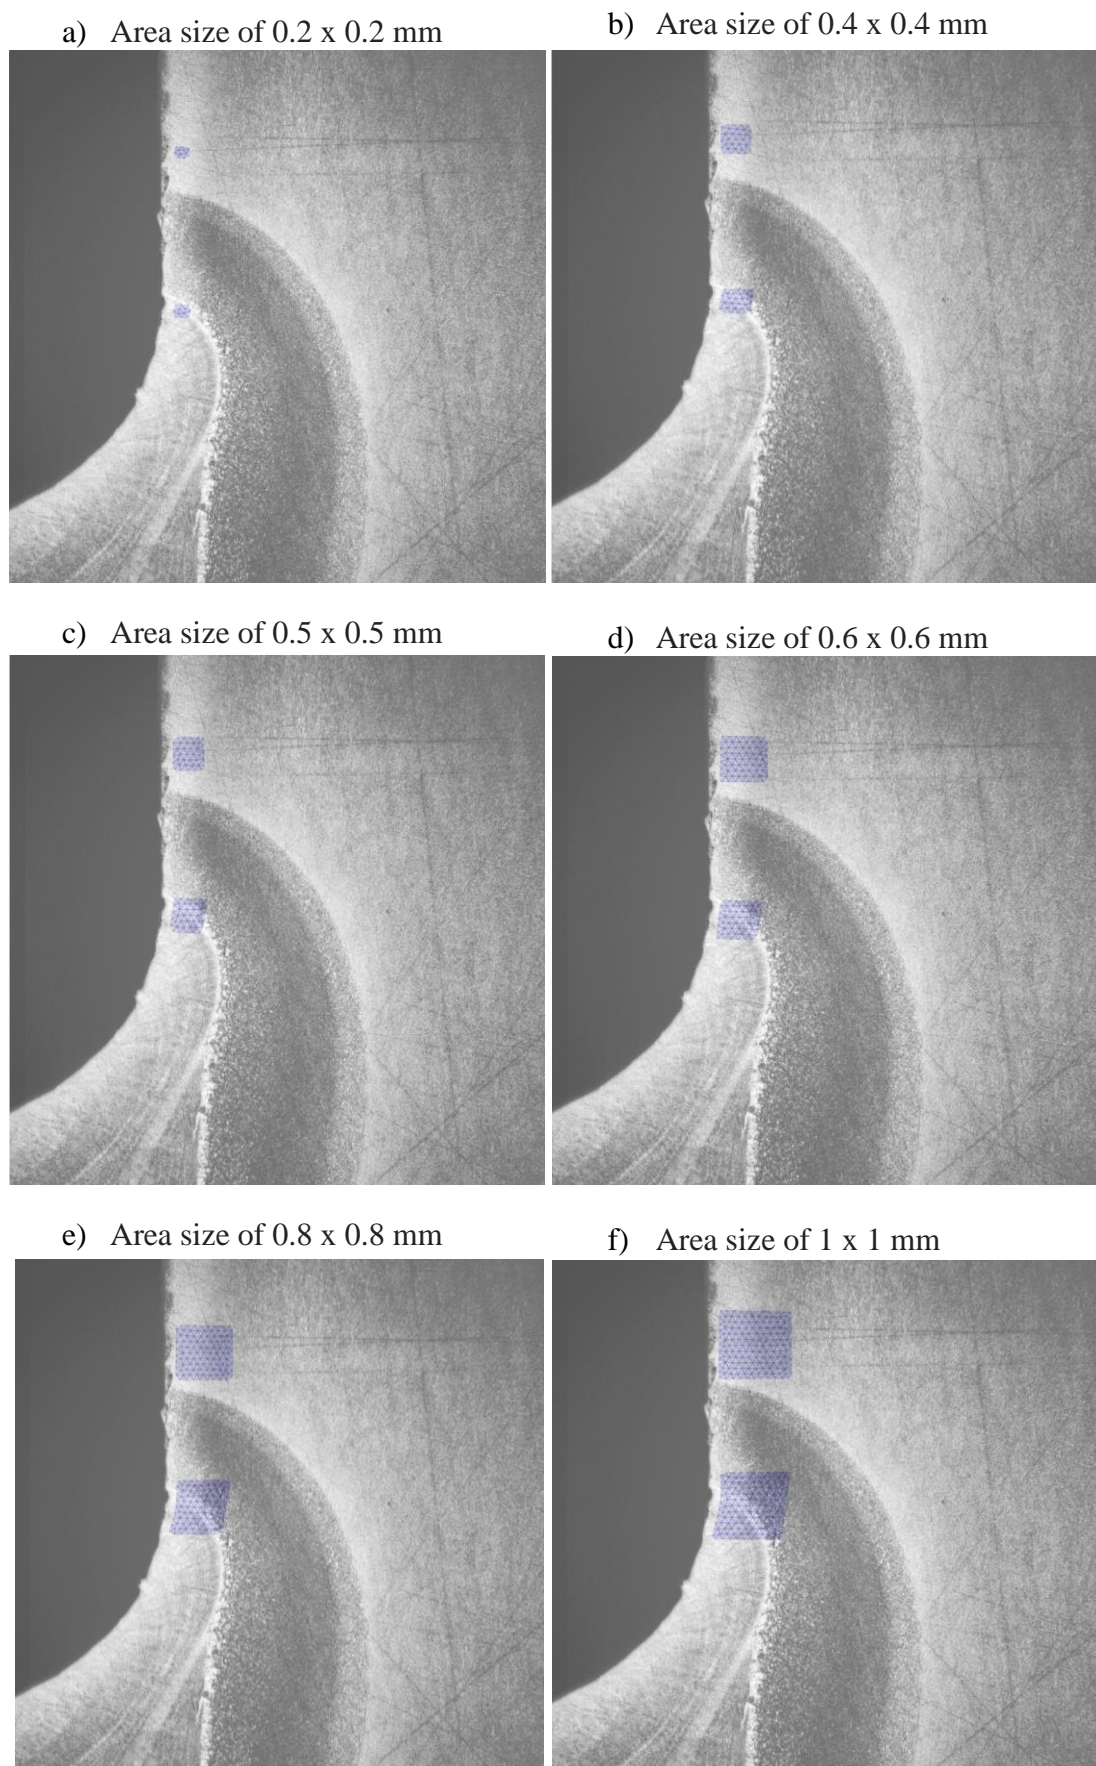 a) Area size of 0.2 x 0.2 mm
b) Area size of 0.4 x 0.4 mm
c) Area size of 0.5 x 0.5 mm
d) Area size of 0.6 x 0.6 mm
e) Area size of 0.8 x 0.8 mm
f) Area size of 1 x 1 mm